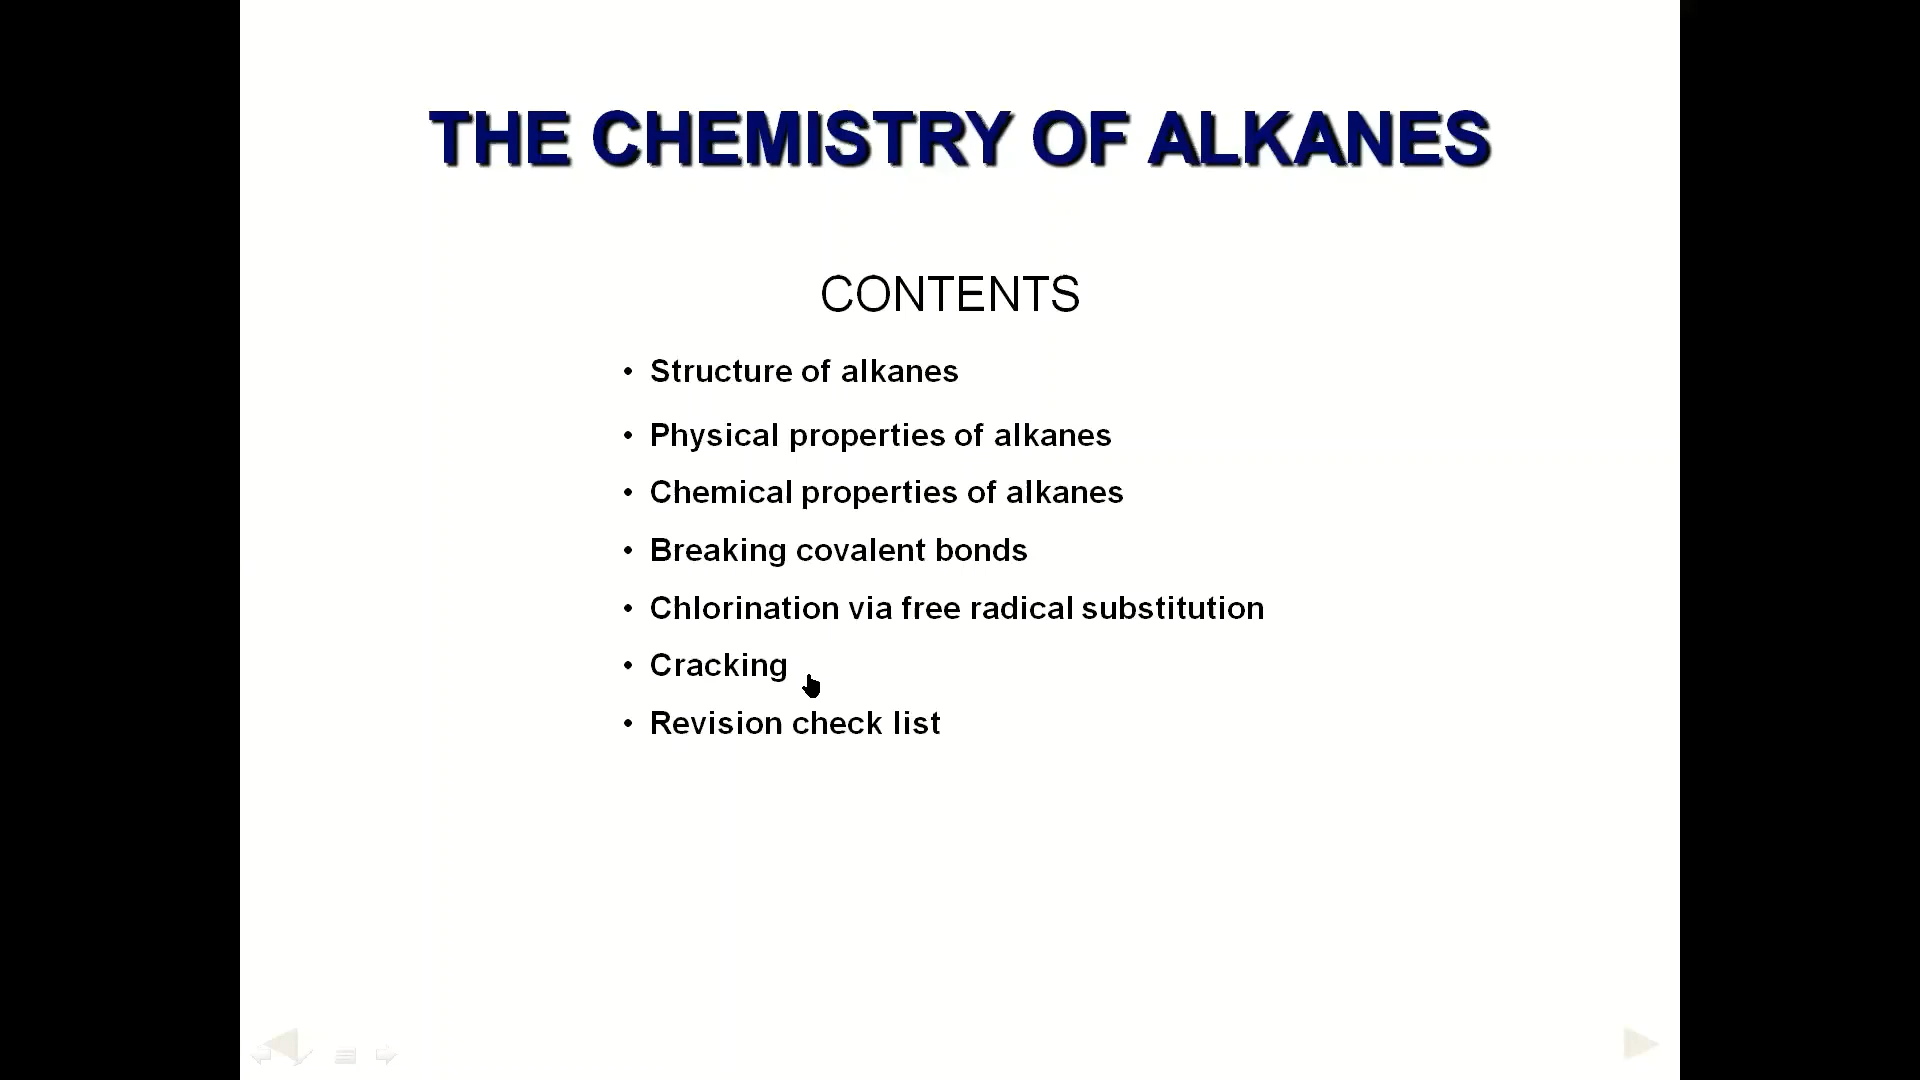 THE CHEMISTRY OF ALKANES
CONTENTS
• Structure of alkanes
• Physical properties of alkanes
• Chemical properties of alkanes
• Breaking covalent bonds
• Chlorination via free radical substitution
• Cracking
• Revision check list